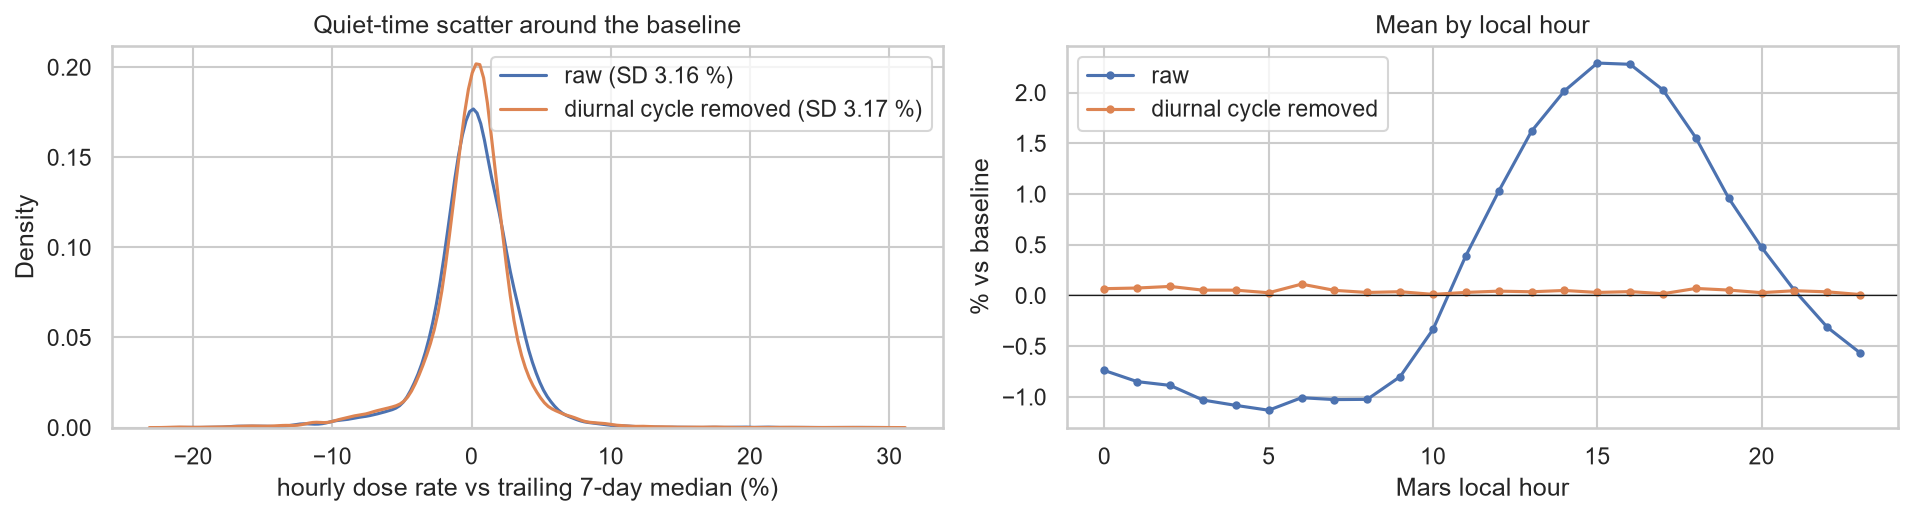 Quiet-time scatter around the baseline
raw (SD 3.16 %)
diurnal cycle removed (SD 3.17 %)
Density
0.20
0.15
0.10
0.05
0.00
−20
−10
0
10
20
30
hourly dose rate vs trailing 7-day median (%)
Mean by local hour
raw
diurnal cycle removed
% vs baseline
2.0
1.5
1.0
0.5
0.0
−0.5
−1.0
0
5
10
15
20
Mars local hour